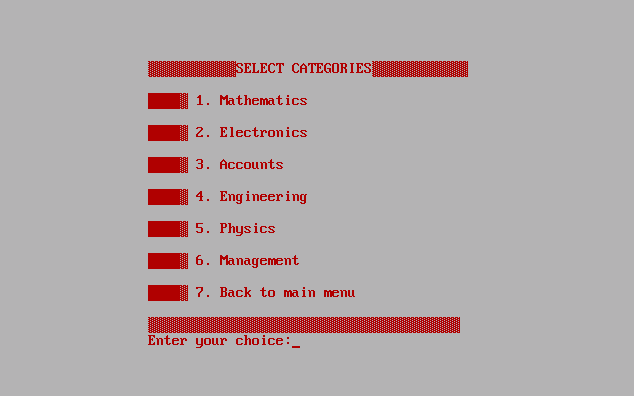 SELECT CATEGORIES
1. Mathematics
2. Electronics
3. Accounts
4. Engineering
5. Physics
6. Management
7. Back to main menu
Enter your choice:_